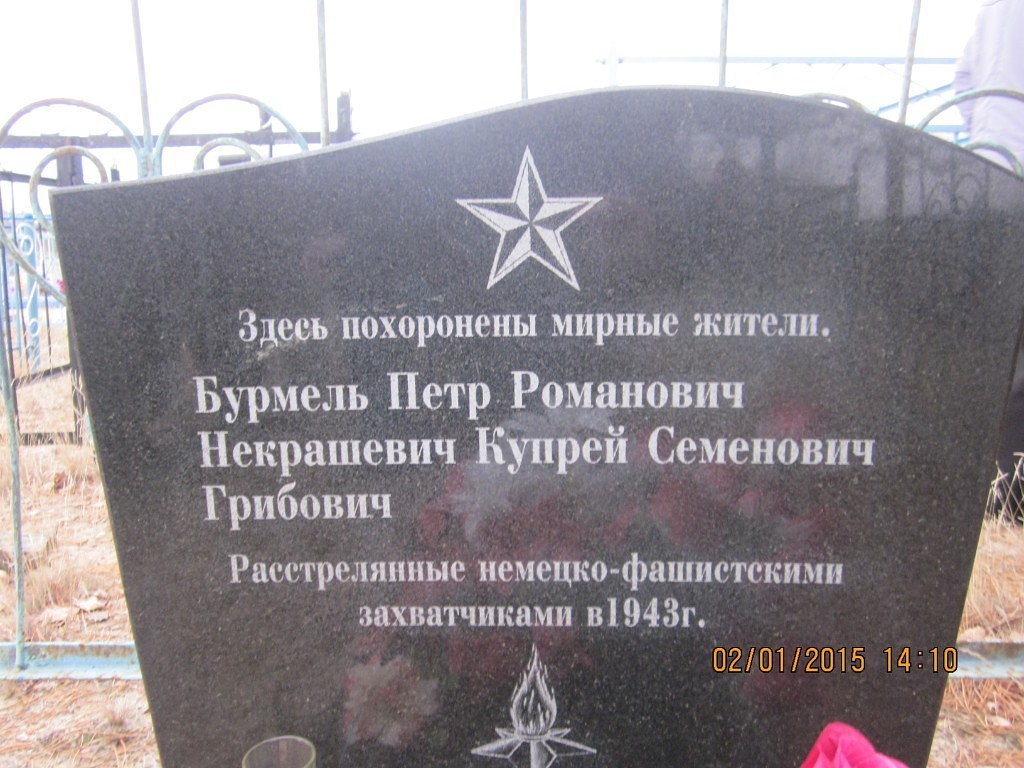 Здесь похоронены мирные жители.
Бурмель Петр Романович
Некрашевич Купрей Семенович
Грибович
Расстрелянные немецко-фашистскими
захватчиками в1943г.
02/01/2015 14:10